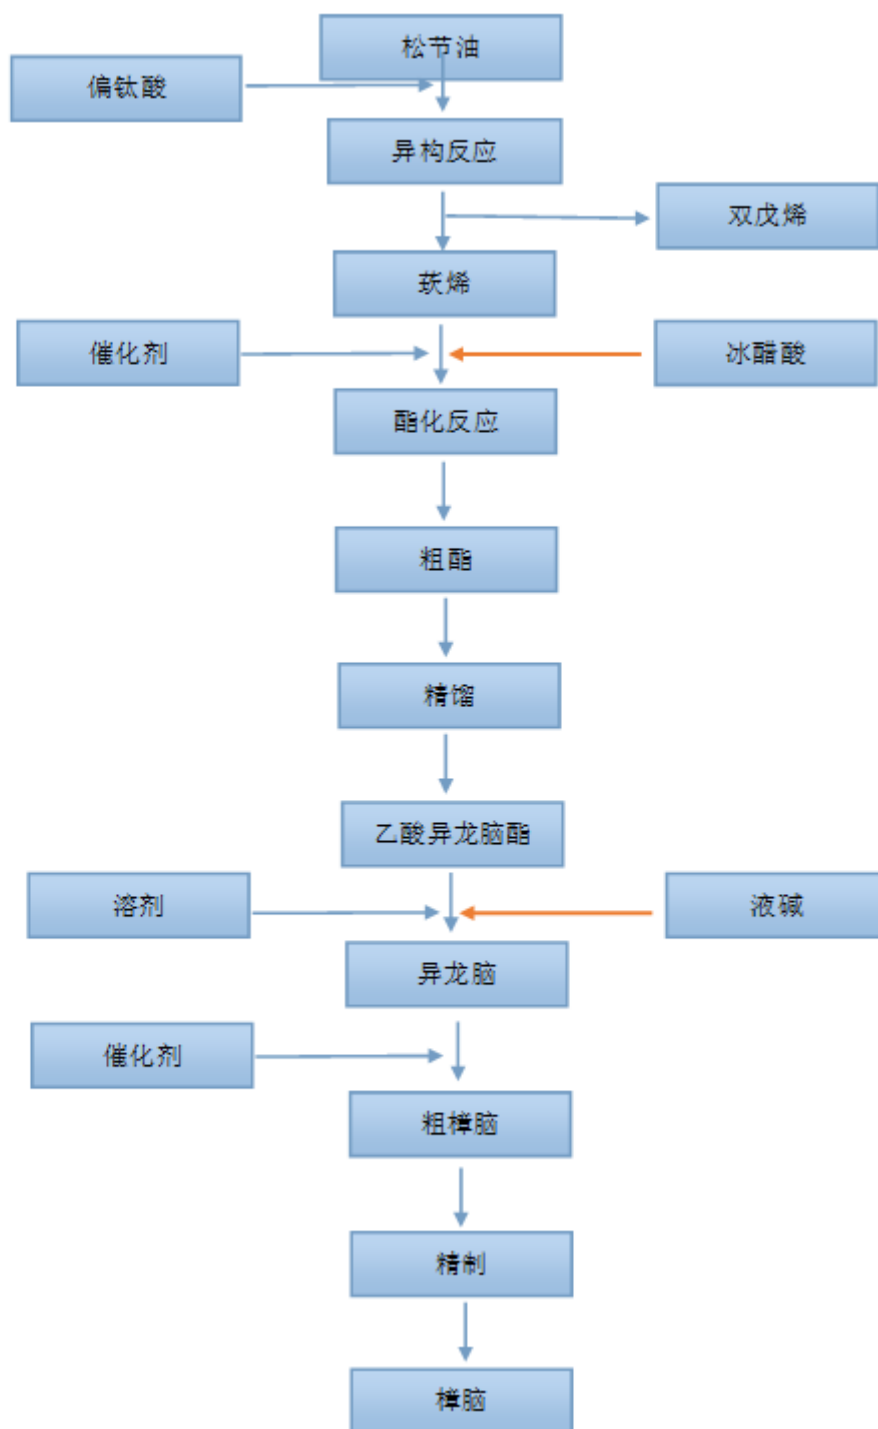 松节油
偏钛酸
异构反应
双戊烯
莰烯
催化剂
冰醋酸
酯化反应
粗酯
精馏
乙酸异龙脑酯
溶剂
液碱
异龙脑
催化剂
粗樟脑
精制
樟脑